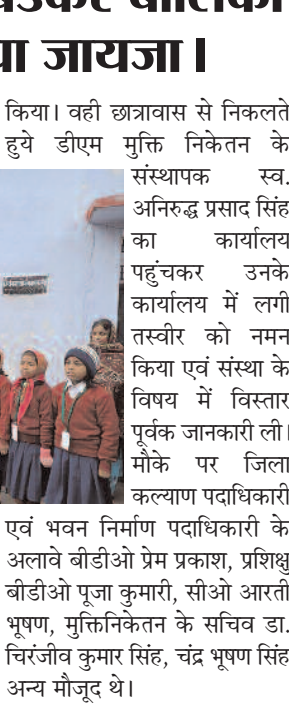 या जायजा।
किया। वही छात्रावास से निकलते
हुये डीएम मुक्ति निकेतन के
संस्थापक स्व.
अनिरुद्ध प्रसाद सिंह
का कार्यालय
पहुंचकर उनके
कार्यालय में लगी
तस्वीर को नमन
किया एवं संस्था के
विषय में विस्तार
पूर्वक जानकारी ली।
मौके पर जिला
कल्याण पदाधिकारी
एवं भवन निर्माण पदाधिकारी के
अलावे बीडीओ प्रेम प्रकाश, प्रशिक्षु
बीडीओ पूजा कुमारी, सीओ आरती
भूषण, मुक्तिनिकेतन के सचिव डा.
चिरंजीव कुमार सिंह, चंद्र भूषण सिंह
अन्य मौजूद थे।